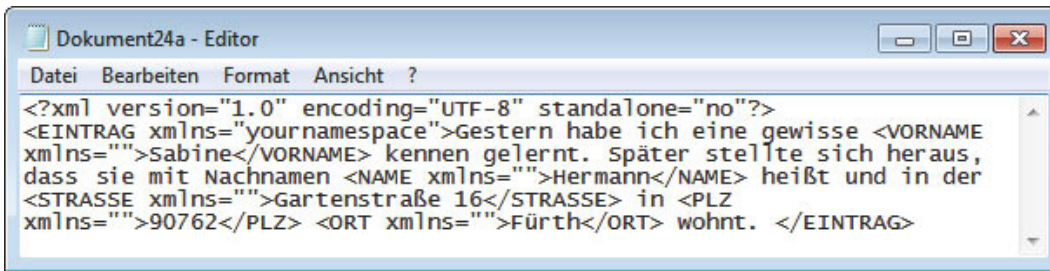 Dokument24a - Editor
Datei Bearbeiten Format Ansicht ?
<?xml version="1.0" encoding="UTF-8" standalone="no"?>
<EINTRAG xmlns="yournamespace">Gestern habe ich eine gewisse <VORNAME
xmlns="">Sabine</VORNAME> kennen gelernt. Später stellte sich heraus,
dass sie mit Nachnamen <NAME xmlns="">Hermann</NAME> heißt und in der
<STRASSE xmlns="">Gartenstraße 16</STRASSE> in <PLZ
xmlns="">90762</PLZ> <ORT xmlns="">Fürth</ORT> wohnt. </EINTRAG>